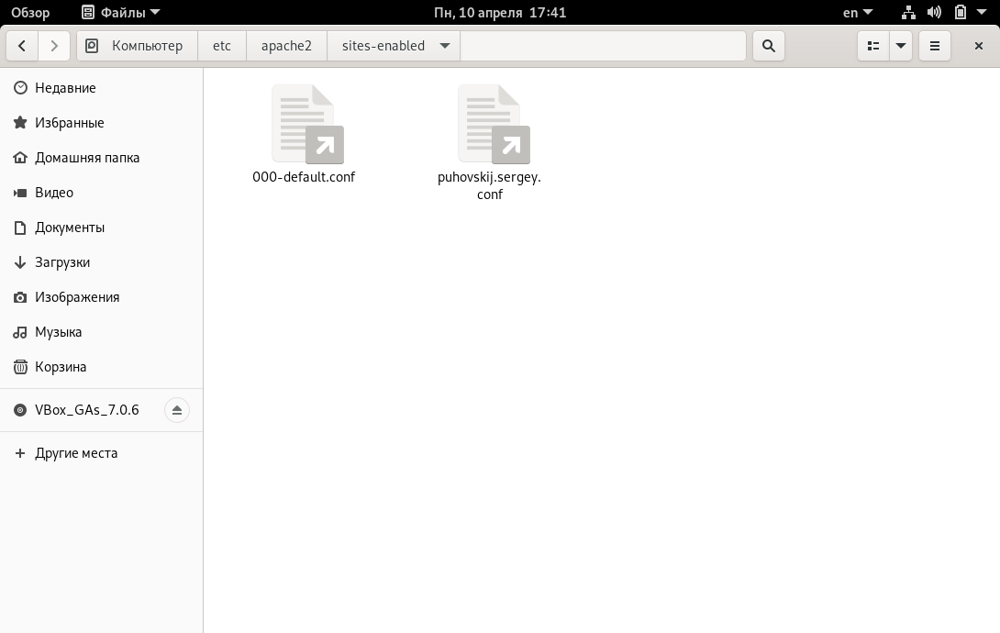 Обзор Файлы Пн, 10 апреля 17:41 en
Компьютер etc apache2 sites-enabled
Недавние
Избранные
Домашняя папка
Видео
Документы
Загрузки
Изображения
Музыка
Корзина
VBox_GAs_7.0.6
Другие места
000-default.conf
puhovskij.sergey.
conf